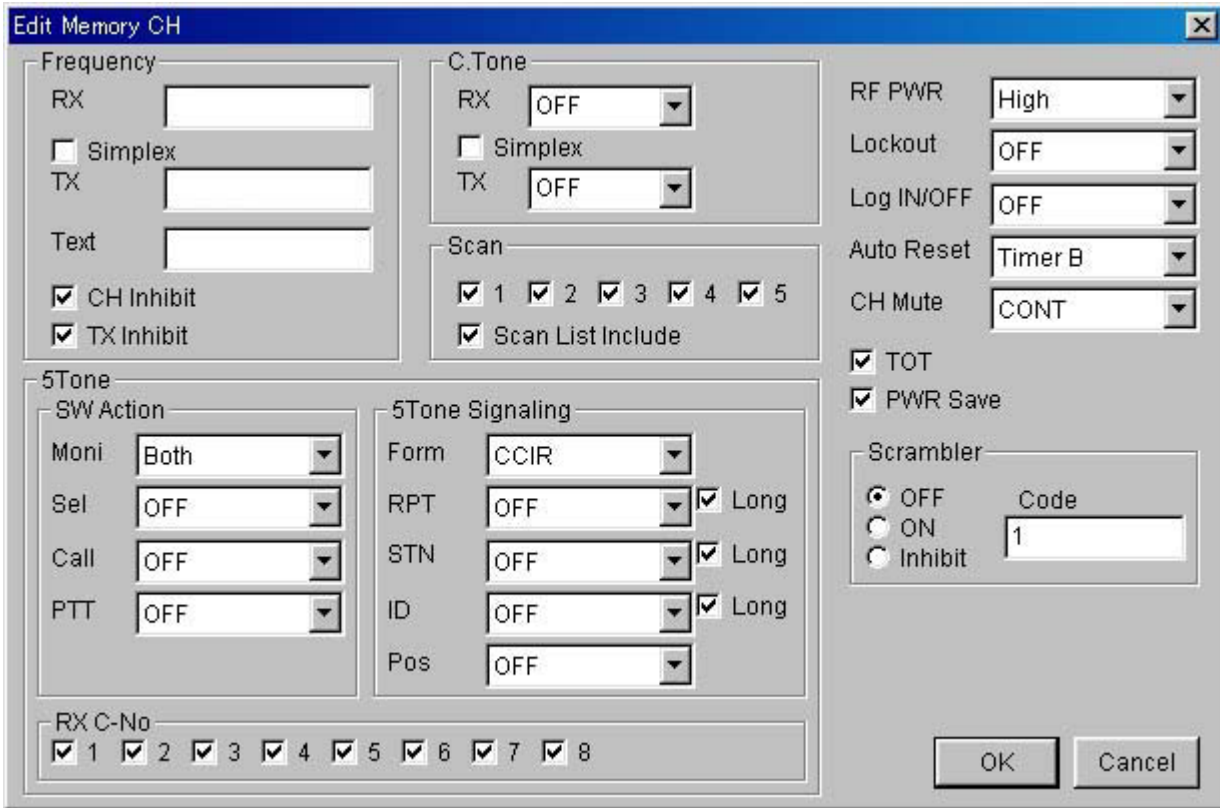 Edit Memory CH
Frequency
RX
Simplex
TX
Text
CH Inhibit
TX Inhibit
C.Tone
RX OFF
Simplex
TX OFF
Scan
1 2 3 4 5
Scan List Include
RF PWR High
Lockout OFF
Log IN/OFF OFF
Auto Reset Timer B
CH Mute CONT
TOT
PWR Save
Scrambler
OFF
ON
Inhibit
Code
1
5Tone
SW Action
Moni Both
Sel OFF
Call OFF
PTT OFF
5Tone Signaling
Form CCIR
RPT OFF Long
STN OFF Long
ID OFF Long
Pos OFF
RX C-No
1 2 3 4 5 6 7 8
OK Cancel